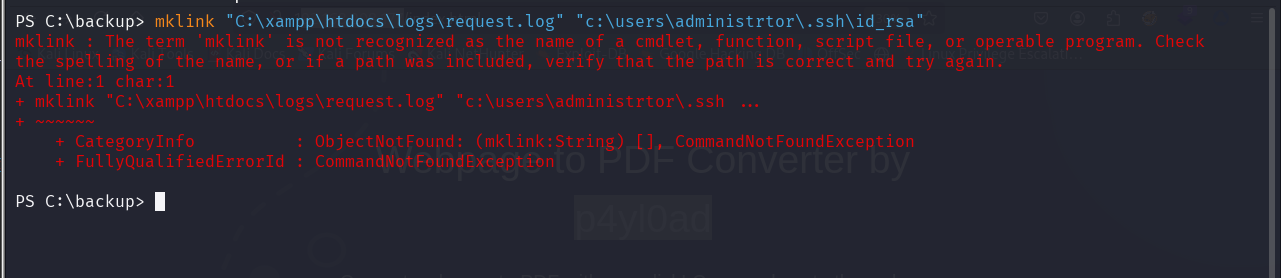 PS C:\backup> mklink "C:\xampp\htdocs\logs\request.log" "c:\users\administrtor\.ssh\id_rsa"
mklink : The term 'mklink' is not recognized as the name of a cmdlet, function, script file, or operable program. Check
the spelling of the name, or if a path was included, verify that the path is correct and try again.
At line:1 char:1
+ mklink "C:\xampp\htdocs\logs\request.log" "c:\users\administrtor\.ssh ...
+ ~~~~~~
    + CategoryInfo          : ObjectNotFound: (mklink:String) [], CommandNotFoundException
    + FullyQualifiedErrorId : CommandNotFoundException
Webpage to PDF Converter by
PS C:\backup>
p4yl0ad